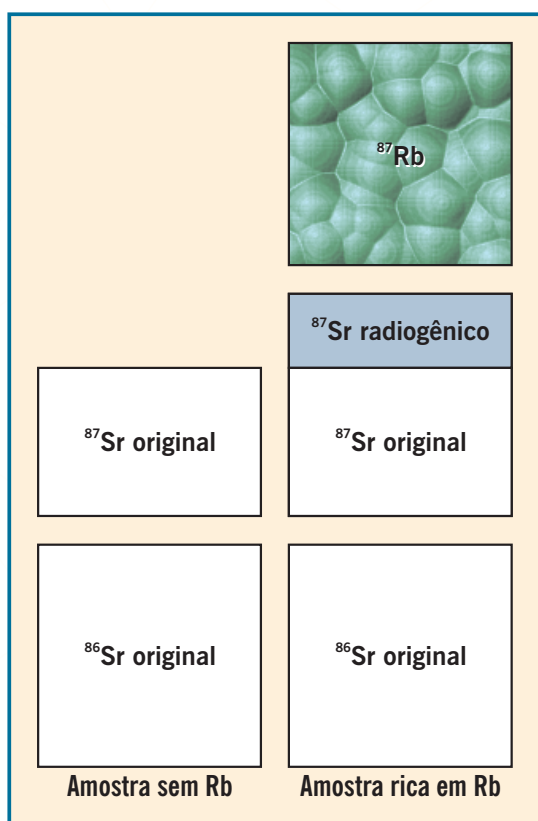 ⁸⁷Rb
⁸⁷Sr radiogênico
⁸⁷Sr original ⁸⁷Sr original
⁸⁶Sr original ⁸⁶Sr original
Amostra sem Rb Amostra rica em Rb